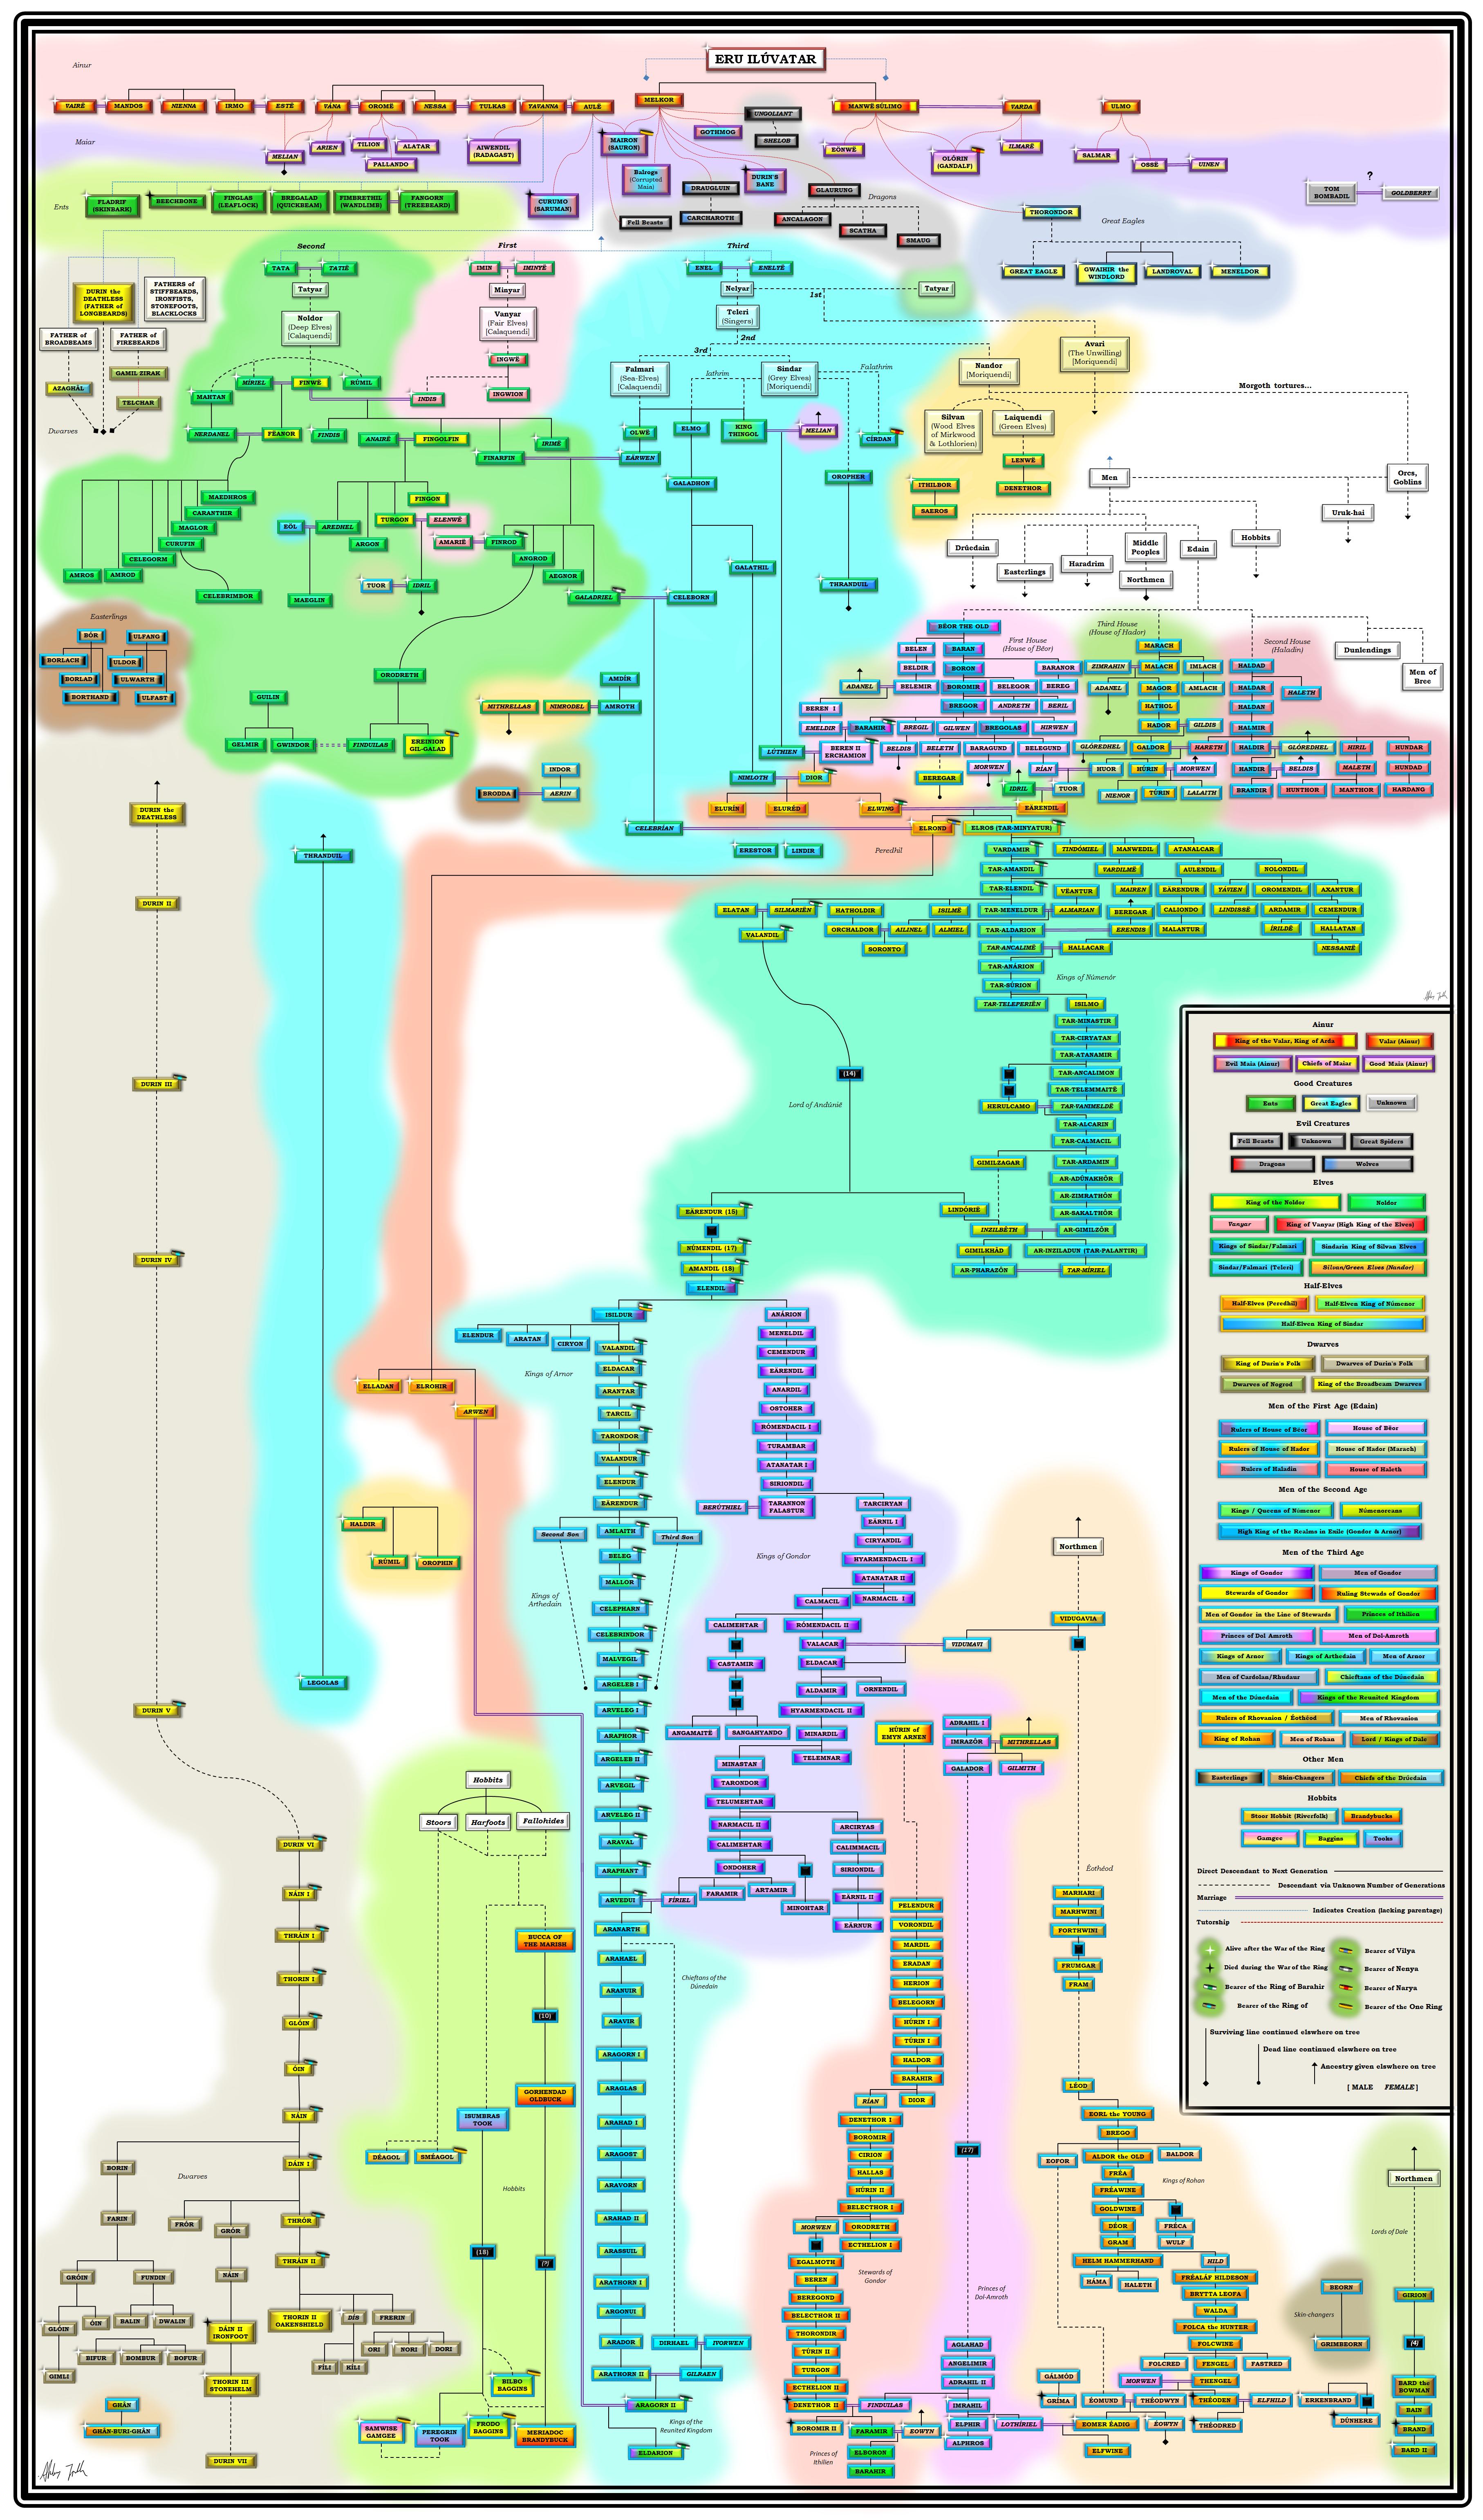 ERU ILÚVATAR
Ainur
VAIRË
MANDOS
NIENNA
IRMO
ESTË
VÁNA
OROMË
NESSA
TULKAS
YAVANNA
AULË
MELKOR
UNGOLIANT
MANWË SÚLIMO
VARDA
ULMO
Maiar
MELIAN
ARIEN
TILION
ALATAR
PALLANDO
AIWENDIL
(RADAGAST)
MAIRON
(SAURON)
GOTHMOG
SHELOB
EÖNWË
OLÓRIN
(GANDALF)
ILMARË
SALMAR
OSSË
UINEN
Balrogs
(Corrupted
Maia)
DRAUGLUIN
DURIN'S
BANE
GLAURUNG
Dragons
?
TOM
BOMBADIL
GOLDBERRY
Ents
FLADRIF
(SKINBARK)
BEECHBONE
FINGLAS
(LEAFLOCK)
BREGALAD
(QUICKBEAM)
FIMBRETHIL
(WANDLIMB)
FANGORN
(TREEBEARD)
CURUMO
(SARUMAN)
Fell Beasts
CARCHAROTH
ANCALAGON
SCATHA
SMAUG
THORONDOR
Great Eagles
GREAT EAGLE
GWAIHIR the
WINDLORD
LANDROVAL
MENELDOR
Second
First
Third
TATA
TATIË
IMIN
IMINYË
ENEL
ENELYË
Tatyar
Minyar
Nelyar
Tatyar
1st
DURIN the
DEATHLESS
(FATHER of
LONGBEARDS)
FATHERS of
STIFFBEARDS,
IRONFISTS,
STONEFOOTS,
BLACKLOCKS
FATHER of
BROADBEAMS
FATHER of
FIREBEARDS
GAMIL ZIRAK
AZAGHÂL
TELCHAR
Dwarves
Noldor
(Deep Elves)
[Calaquendi]
Vanyar
(Fair Elves)
[Calaquendi]
Teleri
(Singers)
2nd
3rd
Falmari
(Sea-Elves)
[Calaquendi]
Iathrim
Sindar
(Grey Elves)
[Moriquendi]
Falathrim
Nandor
[Moriquendi]
Avari
(The Unwilling)
[Moriquendi]
Morgoth tortures...
Silvan
(Wood Elves
of Mirkwood
& Lothlorien)
Laiquendi
(Green Elves)
LENWË
DENETHOR
ITHILBOR
SAEROS
INGWË
INGWION
MAHTAN
MÍRIEL
FINWË
RÚMIL
INDIS
NERDANEL
FËANOR
FINDIS
ANAIRË
FINGOLFIN
FINARFIN
IRIMË
OLWË
EÄRWEN
ELMO
KING
THINGOL
MELIAN
CÍRDAN
GALADHON
OROPHER
Men
Orcs,
Goblins
Uruk-hai
Drúedain
Easterlings
Haradrim
Middle
Peoples
Northmen
Edain
Hobbits
MAEDHROS
CARANTHIR
MAGLOR
CURUFIN
CELEGORM
AMROS
AMROD
CELEBRIMBOR
FINGON
TURGON
ELENWË
EÖL
AREDHEL
ARGON
AMARIË
FINROD
ANGROD
AEGNOR
GALADRIEL
CELEBORN
GALATHIL
THRANDUIL
TUOR
IDRIL
MAEGLIN
Easterlings
BÓR
ULFANG
BORLACH
ULDOR
BORLAD
ULWARTH
BORTHAND
ULFAST
ORODRETH
GUILIN
GELMIR
GWINDOR
FINDUILAS
EREINION
GIL-GALAD
AMDÍR
MITHRELLAS
NIMRODEL
AMROTH
INDOR
BRODDA
AERIN
LÚTHIEN
NIMLOTH
DIOR
First House
(House of Bëor)
BËOR THE OLD
BELEN
BARAN
BELDIR
BORON
BARANOR
ADANEL
BELEMIR
BOROMIR
BELEGOR
BEREG
BEREN I
BREGOR
ANDRETH
BERIL
EMELDIR
BARAHIR
BREGIL
GILWEN
BREGOLAS
HIRWEN
BEREN II
ERCHAMION
BELDIS
BELETH
BARAGUND
BELEGUND
BEREGAR
MORWEN
RÍAN
Third House
(House of Hador)
MARACH
ZIMRAHIN
MALACH
IMLACH
ADANEL
MAGOR
AMLACH
HATHOL
HADOR
GILDIS
GLÓREDHEL
GALDOR
HARETH
HUOR
HÚRIN
MORWEN
IDRIL
TUOR
NIENOR
TÚRIN
LALAITH
Second House
(Haladin)
HALDAD
HALDAR
HALETH
HALDAN
HALMIR
HALDIR
GLÓREDHEL
HIRIL
HUNDAR
HANDIR
BELDIS
MALETH
HUNDAD
BRANDIR
HUNTHOR
MANTHOR
HARDANG
Dunlendings
Men of
Bree
ELURÍN
ELURÉD
ELWING
EÄRENDIL
CELEBRÍAN
ELROND
ELROS (TAR-MINYATUR)
ERESTOR
LINDIR
Peredhil
DURIN the
DEATHLESS
THRANDUIL
VARDAMIR
TINDÓMIEL
MANWEDIL
ATANALCAR
TAR-AMANDIL
VARDILMË
AULENDIL
NOLONDIL
TAR-ELENDIL
VËANTUR
MAIREN
EÄRENDUR
YÁVIEN
OROMENDIL
AXANTUR
ELATAN
SILMARIËN
HATHOLDIR
ISILMË
TAR-MENELDUR
ALMARIAN
BEREGAR
CALIONDO
LINDISSË
ARDAMIR
CEMENDUR
VALANDIL
ORCHALDOR
AILINEL
ALMIEL
TAR-ALDARION
ERENDIS
MALANTUR
ÍRILDË
HALLATAN
SORONTO
TAR-ANCALIMË
HALLACAR
NESSANIË
TAR-ANÁRION
Kings of Númenór
TAR-SÚRION
TAR-TELEPERIËN
ISILMO
TAR-MINASTIR
TAR-CIRYATAN
TAR-ATANAMIR
TAR-ANCALIMON
TAR-TELEMMAITË
HERULCAMO
TAR-VANIMELDË
TAR-ALCARIN
TAR-CALMACIL
GIMILZAGAR
TAR-ARDAMIN
AR-ADÛNAKHÔR
AR-ZIMRATHÔN
AR-SAKALTHÔR
LINDÓRIË
INZILBÊTH
AR-GIMILZÔR
GIMILKHÂD
AR-INZILADUN (TAR-PALANTIR)
AR-PHARAZÔN
TAR-MÍRIEL
DURIN II
DURIN III
DURIN IV
DURIN V
(14)
Lord of Andúnië
EÄRENDUR (15)
NÚMENDIL (17)
AMANDIL (18)
ELENDIL
ISILDUR
ANÁRION
ELENDUR
ARATAN
CIRYON
Kings of Arnor
VALANDIL
ELDACAR
ARANTAR
TARCIL
TARONDOR
VALANDUR
ELENDUR
EÄRENDUR
Second Son
Third Son
AMLAITH
BELEG
MALLOR
Kings of
Arthedain
CELEPHARN
CELEBRINDOR
MALVEGIL
ARGELEB I
ARVELEG I
ARAPHOR
ARGELEB II
ARVEGIL
ARVELEG II
ARAVAL
ARAPHANT
ARVEDUI
FÍRIEL
ELLADAN
ELROHIR
ARWEN
HALDIR
RÚMIL
OROPHIN
LEGOLAS
MENELDIL
CEMENDUR
EÄRENDIL
ANARDIL
OSTOHER
RÓMENDACIL I
TURAMBAR
ATANATAR I
SIRIONDIL
BERÚTHIEL
TARANNON
FALASTUR
TARCIRYAN
EÄRNIL I
CIRYANDIL
HYARMENDACIL I
ATANATAR II
Kings of Gondor
CALMACIL
NARMACIL I
CALIMEHTAR
RÓMENDACIL II
VALACAR
VIDUMAVI
CASTAMIR
ELDACAR
ALDAMIR
ORNENDIL
HYARMENDACIL II
ANGAMAITË
SANGAHYANDO
MINARDIL
TELEMNAR
MINASTAN
TARONDOR
TELUMEHTAR
NARMACIL II
CALIMEHTAR
ONDOHER
ARCIRYAS
CALIMMACIL
SIRIONDIL
EÄRNIL II
EÄRNUR
FARAMIR
ARTAMIR
MINOHTAR
Northmen
VIDUGAVIA
HÚRIN of
EMYN ARNEN
ADRAHIL I
IMRAZÔR
MITHRELLAS
GALADOR
GILMITH
Éothéod
MARHARI
MARHWINI
FORTHWINI
FRUMGAR
FRAM
LÉOD
Hobbits
Stoors
Harfoots
Fallohides
BUCCA OF
THE MARISH
(10)
GORHENDAD
OLDBUCK
ISUMBRAS
TOOK
DÉAGOL
SMÉAGOL
Hobbits
(18)
(9)
BILBO
BAGGINS
SAMWISE
GAMGEE
PEREGRIN
TOOK
FRODO
BAGGINS
MERIADOC
BRANDYBUCK
DURIN VI
NÁIN I
THRÁIN I
THORIN I
GLÓIN
ÓIN
NÁIN
DÁIN I
THRÓR
THRÁIN II
Dwarves
BORIN
FARIN
FRÓR
GRÓR
NÁIN
GRÓIN
FUNDIN
GLÓIN
ÓIN
BALIN
DWALIN
DÁIN II
IRONFOOT
THORIN II
OAKENSHIELD
DÍS
FRERIN
ORI
NORI
DORI
BIFUR
BOMBUR
BOFUR
FÍLI
KÍLI
GIMLI
THORIN III
STONEHELM
GHÂN
GHÂN-BURI-GHÂN
DURIN VII
ARANARTH
ARAHAEL
Chieftans of the
Dúnedain
ARANUIR
ARAVIR
ARAGORN I
ARAGLAS
ARAHAD I
ARAGOST
ARAVORN
ARAHAD II
ARASSUIL
ARATHORN I
ARGONUI
ARADOR
DIRHAEL
IVORWEN
ARATHORN II
GILRAEN
ARAGORN II
Kings of the
Reunited Kingdom
ELDARION
PELENDUR
VORONDIL
MARDIL
ERADAN
HERION
BELEGORN
HÚRIN I
TÚRIN I
HALDOR
BARAHIR
RÍAN
DIOR
DENETHOR I
BOROMIR
CIRION
HALLAS
HÚRIN II
BELECTHOR I
MORWEN
ORODRETH
ECTHELION I
EGALMOTH
BEREN
Stewards of
Gondor
BEREGOND
BELECTHOR II
THORONDIR
TÚRIN II
TURGON
ECTHELION II
DENETHOR II
FINDUILAS
BOROMIR II
FARAMIR
EOWYN
Princes of
Ithilien
ELBORON
BARAHIR
(17)
Princes of
Dol-Amroth
AGLAHAD
ANGELIMIR
ADRAHIL II
IMRAHIL
ELPHIR
LOTHÍRIEL
ALPHROS
EORL the YOUNG
BREGO
EOFOR
ALDOR the OLD
BALDOR
FRÉA
Kings of Rohan
FRÉAWINE
GOLDWINE
DÉOR
FRÉCA
GRAM
WULF
HELM HAMMERHAND
HILD
HÁMA
HALETH
FRÉALÁF HILDESON
BRYTTA LEOFA
WALDA
FOLCA the HUNTER
FOLCWINE
FOLCRED
FENGEL
FASTRED
GÁLMÓD
MORWEN
THENGEL
GRÍMA
ÉOMUND
THÉODWYN
THÉODEN
ELFHILD
ERKENBRAND
EOMER ÉADIG
ÉOWYN
THÉODRED
DÚNHERE
ELFWINE
Skin-changers
BEORN
GRIMBEORN
Northmen
Lords of Dale
GIRION
(4)
BARD the
BOWMAN
BAIN
BRAND
BARD II
Ainur
King of the Valar, King of Arda
Valar (Ainur)
Evil Maia (Ainur)
Chiefs of Maiar
Good Maia (Ainur)
Good Creatures
Ents
Great Eagles
Unknown
Evil Creatures
Fell Beasts
Unknown
Great Spiders
Dragons
Wolves
Elves
King of the Noldor
Noldor
Vanyar
King of Vanyar (High King of the Elves)
Kings of Sindar/Falmari
Sindarin King of Silvan Elves
Sindar/Falmari (Teleri)
Silvan/Green Elves (Nandor)
Half-Elves
Half-Elves (Peredhil)
Half-Elven King of Númenor
Half-Elven King of Sindar
Dwarves
King of Durin's Folk
Dwarves of Durin's Folk
Dwarves of Nogrod
King of the Broadbeam Dwarves
Men of the First Age (Edain)
Rulers of House of Bëor
House of Bëor
Rulers of House of Hador
House of Hador (Marach)
Rulers of Haladin
House of Haleth
Men of the Second Age
Kings / Queens of Númenor
Númenoreans
High King of the Realms in Exile (Gondor & Arnor)
Men of the Third Age
Kings of Gondor
Men of Gondor
Stewards of Gondor
Ruling Stewads of Gondor
Men of Gondor in the Line of Stewards
Princes of Ithilien
Princes of Dol Amroth
Men of Dol-Amroth
Kings of Arnor
Kings of Arthedain
Men of Arnor
Men of Cardolan/Rhudaur
Chieftans of the Dúnedain
Men of the Dúnedain
Kings of the Reunited Kingdom
Rulers of Rhovanion / Éothéod
Men of Rhovanion
King of Rohan
Men of Rohan
Lord / Kings of Dale
Other Men
Easterlings
Skin-Changers
Chiefs of the Drúedain
Hobbits
Stoor Hobbit (Riverfolk)
Brandybucks
Gamgee
Baggins
Tooks
Direct Descendant to Next Generation
Descendant via Unknown Number of Generations
Marriage
Indicates Creation (lacking parentage)
Tutorship
Alive after the War of the Ring
Bearer of Vilya
Died during the War of the Ring
Bearer of Nenya
Bearer of the Ring of Barahir
Bearer of Narya
Bearer of the Ring of
Bearer of the One Ring
Surviving line continued elswhere on tree
Dead line continued elswhere on tree
Ancestry given elswhere on tree
[ MALE FEMALE ]